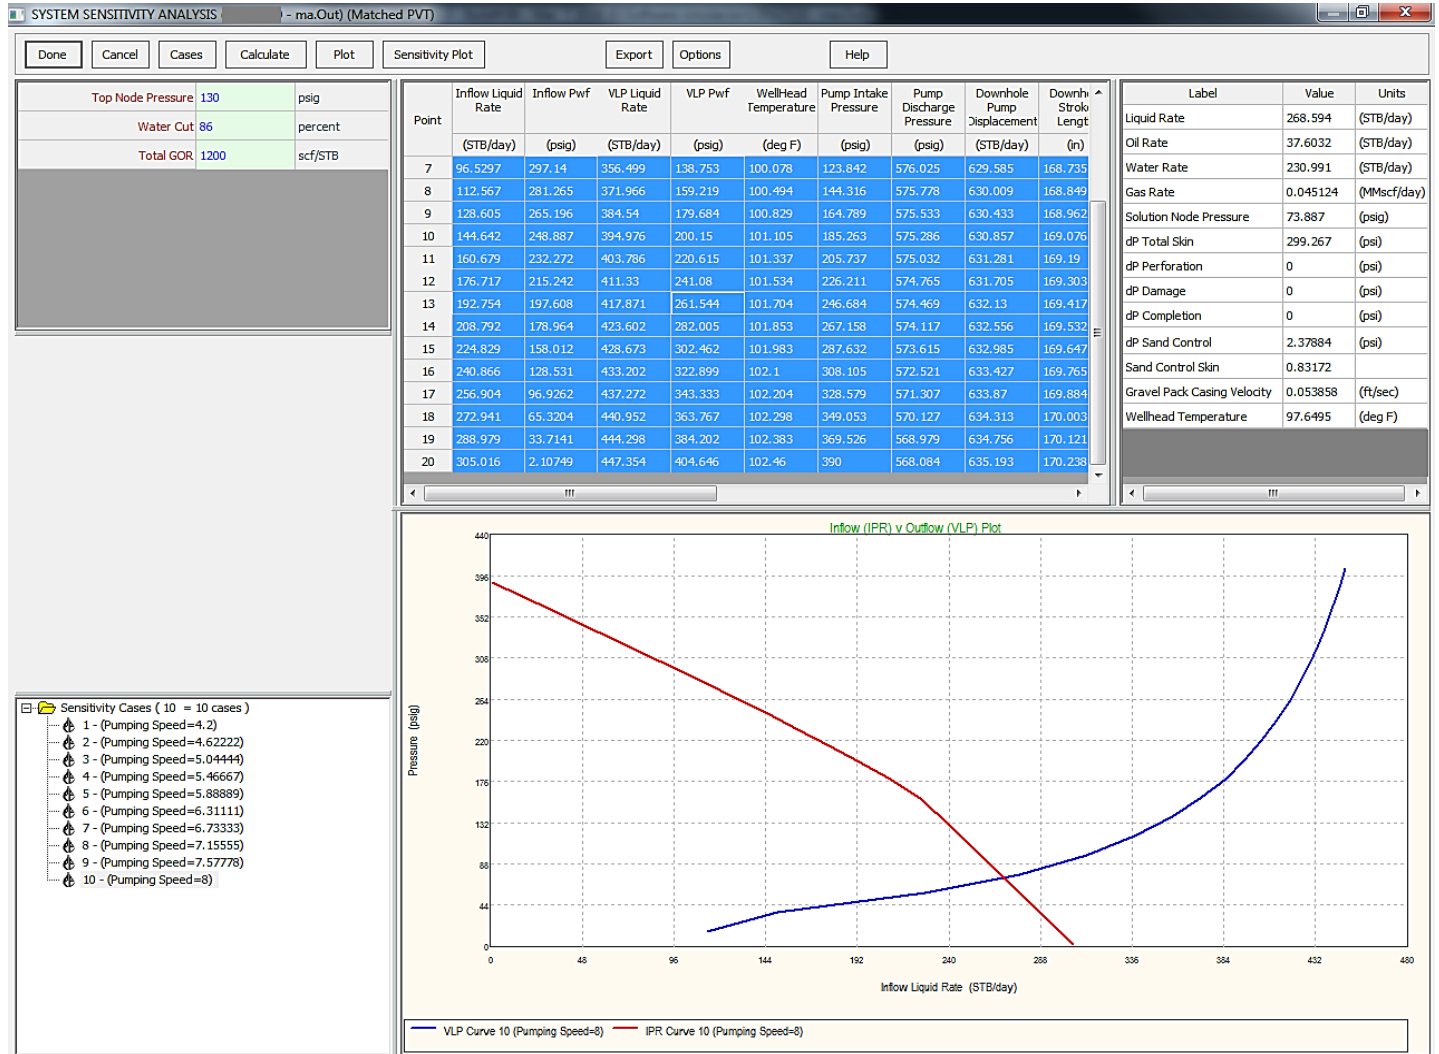 SYSTEM SENSITIVITY ANALYSIS ( - ma.Out) (Matched PVT)
Done Cancel Cases Calculate Plot Sensitivity Plot Export Options Help
Top Node Pressure 130 psig
Water Cut 86 percent
Total GOR 1200 scf/STB
Point Inflow Liquid Rate Inflow Pwf VLP Liquid Rate VLP Pwf WellHead Temperature Pump Intake Pressure Pump Discharge Pressure Downhole Pump Displacement Downh Strok Lengt
(STB/day) (psig) (STB/day) (psig) (deg F) (psig) (psig) (STB/day) (in)
7 96.5297 297.14 356.499 138.753 100.078 123.842 576.025 629.585 168.735
8 112.567 281.265 371.966 159.219 100.494 144.316 575.778 630.009 168.849
9 128.605 265.196 384.54 179.684 100.829 164.789 575.533 630.433 168.962
10 144.642 248.887 394.976 200.15 101.105 185.263 575.286 630.857 169.076
11 160.679 232.272 403.786 220.615 101.337 205.737 575.032 631.281 169.19
12 176.717 215.242 411.33 241.08 101.534 226.211 574.765 631.705 169.303
13 192.754 197.608 417.871 261.544 101.704 246.684 574.469 632.13 169.417
14 208.792 178.964 423.602 282.005 101.853 267.158 574.117 632.556 169.532
15 224.829 158.012 428.673 302.462 101.983 287.632 573.615 632.985 169.647
16 240.866 128.531 433.202 322.899 102.1 308.105 572.521 633.427 169.765
17 256.904 96.9262 437.272 343.333 102.204 328.579 571.307 633.87 169.884
18 272.941 65.3204 440.952 363.767 102.298 349.053 570.127 634.313 170.003
19 288.979 33.7141 444.298 384.202 102.383 369.526 568.979 634.756 170.121
20 305.016 2.10749 447.354 404.646 102.46 390 568.084 635.193 170.238
Label Value Units
Liquid Rate 268.594 (STB/day)
Oil Rate 37.6032 (STB/day)
Water Rate 230.991 (STB/day)
Gas Rate 0.045124 (MMscf/day)
Solution Node Pressure 73.887 (psig)
dP Total Skin 299.267 (psi)
dP Perforation 0 (psi)
dP Damage 0 (psi)
dP Completion 0 (psi)
dP Sand Control 2.37884 (psi)
Sand Control Skin 0.83172
Gravel Pack Casing Velocity 0.053858 (ft/sec)
Wellhead Temperature 97.6495 (deg F)
Sensitivity Cases ( 10 = 10 cases )
1 - (Pumping Speed=4.2)
2 - (Pumping Speed=4.62222)
3 - (Pumping Speed=5.04444)
4 - (Pumping Speed=5.46667)
5 - (Pumping Speed=5.88889)
6 - (Pumping Speed=6.31111)
7 - (Pumping Speed=6.73333)
8 - (Pumping Speed=7.15555)
9 - (Pumping Speed=7.57778)
10 - (Pumping Speed=8)
Inflow (IPR) v Outflow (VLP) Plot
440
396
352
308
264
220
176
132
88
44
0
Pressure (psig)
0 48 96 144 192 240 288 336 384 432 480
Inflow Liquid Rate (STB/day)
VLP Curve 10 (Pumping Speed=8) IPR Curve 10 (Pumping Speed=8)